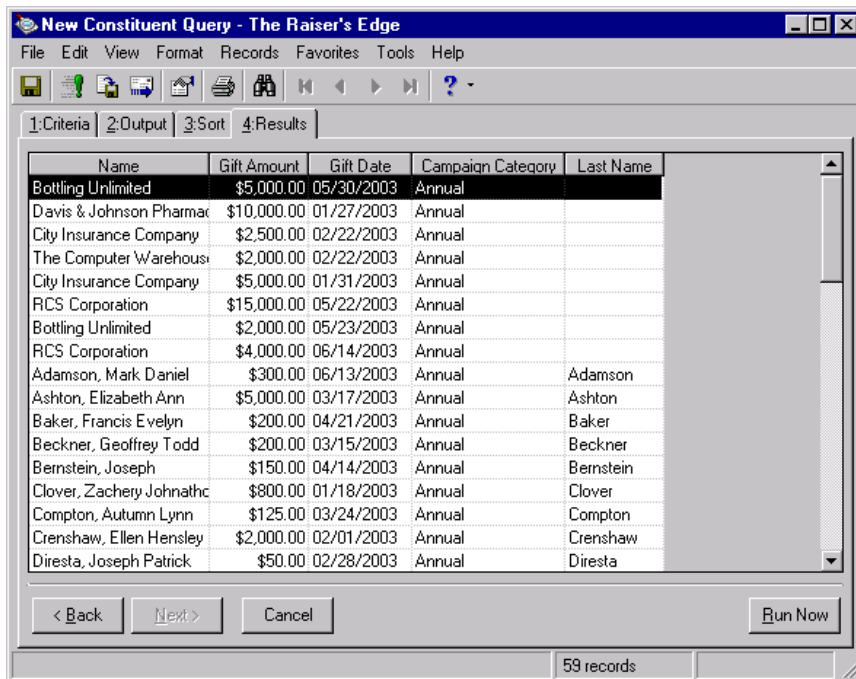 New Constituent Query - The Raiser's Edge
File Edit View Format Records Favorites Tools Help
1:Criteria 2:Output 3:Sort 4:Results
Name Gift Amount Gift Date Campaign Category Last Name
Bottling Unlimited $5,000.00 05/30/2003 Annual
Davis & Johnson Pharmac $10,000.00 01/27/2003 Annual
City Insurance Company $2,500.00 02/22/2003 Annual
The Computer Warehouse $2,000.00 02/22/2003 Annual
City Insurance Company $5,000.00 01/31/2003 Annual
RCS Corporation $15,000.00 05/22/2003 Annual
Bottling Unlimited $2,000.00 05/23/2003 Annual
RCS Corporation $4,000.00 06/14/2003 Annual
Adamson, Mark Daniel $300.00 06/13/2003 Annual Adamson
Ashton, Elizabeth Ann $5,000.00 03/17/2003 Annual Ashton
Baker, Francis Evelyn $200.00 04/21/2003 Annual Baker
Beckner, Geoffrey Todd $200.00 03/15/2003 Annual Beckner
Bernstein, Joseph $150.00 04/14/2003 Annual Bernstein
Clover, Zachery Johnatho $800.00 01/18/2003 Annual Clover
Compton, Autumn Lynn $125.00 03/24/2003 Annual Compton
Crenshaw, Ellen Hensley $2,000.00 02/01/2003 Annual Crenshaw
Diresta, Joseph Patrick $50.00 02/28/2003 Annual Diresta
< Back Next > Cancel Run Now
59 records